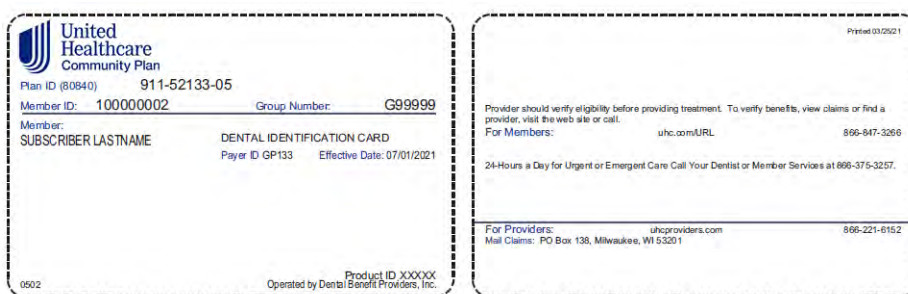 United
Healthcare
Community Plan
Plan ID (80840) 911-52133-05
Member ID: 100000002 Group Number: G99999
Member:
SUBSCRIBER LASTNAME
DENTAL IDENTIFICATION CARD
Payer ID GP133 Effective Date: 07/01/2021
Product ID XXXXX
0502 Operated by Dental Benefit Providers, Inc.
Printed 03/25/21
Provider should verify eligibility before providing treatment. To verify benefits, view claims or find a
provider, visit the web site or call.
For Members: uhc.com/URL 866-847-3266
24-Hours a Day for Urgent or Emergent Care Call Your Dentist or Member Services at 866-375-3257.
For Providers: uhcproviders.com 866-221-6152
Mail Claims: PO Box 138, Milwaukee, WI 53201